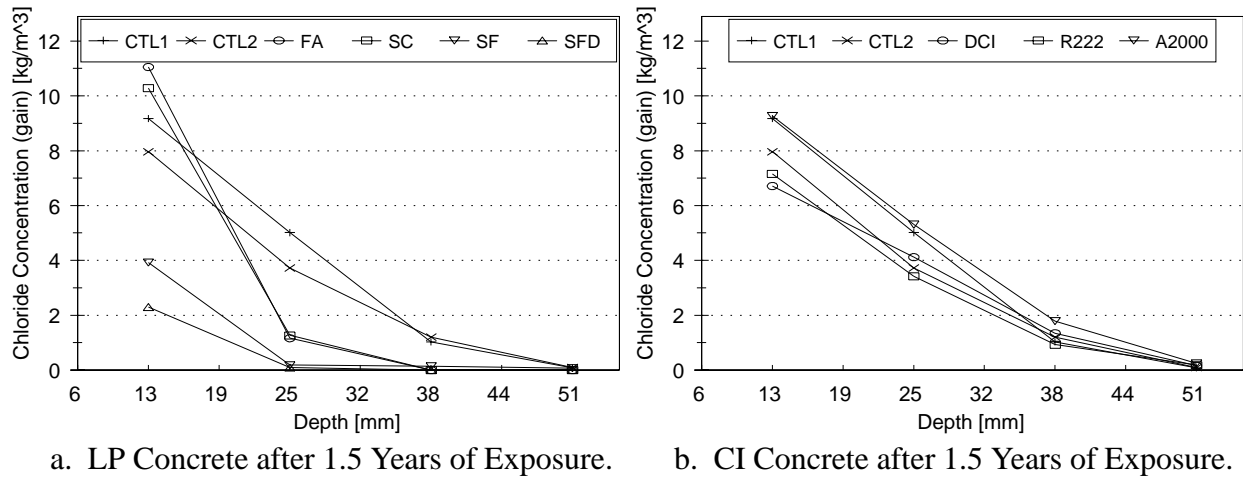 Chloride Concentration (gain) [kg/m^3]
CTL1 CTL2 FA SC SF SFD
12
10
8
6
4
2
0
6 13 19 25 32 38 44 51
Depth [mm]
a. LP Concrete after 1.5 Years of Exposure.
Chloride Concentration (gain) [kg/m^3]
CTL1 CTL2 DCI R222 A2000
12
10
8
6
4
2
0
6 13 19 25 32 38 44 51
Depth [mm]
b. CI Concrete after 1.5 Years of Exposure.